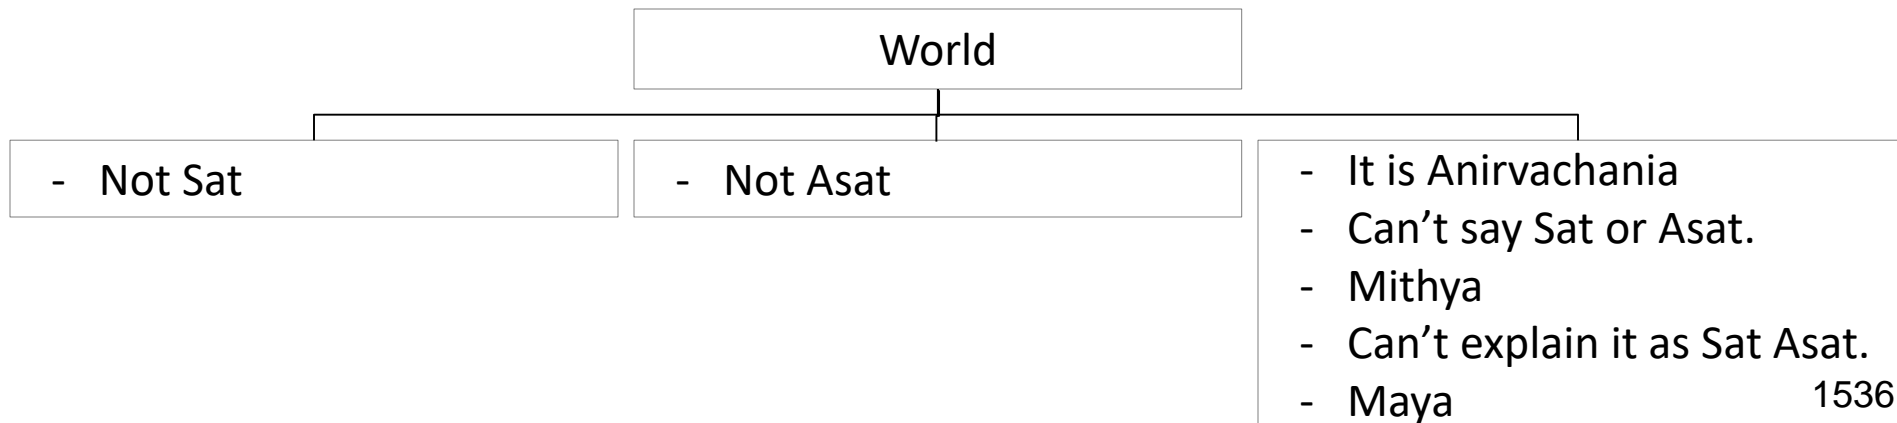 World
- Not Sat
- Not Asat
- It is Anirvachania
- Can’t say Sat or Asat.
- Mithya
- Can’t explain it as Sat Asat.
- Maya
1536